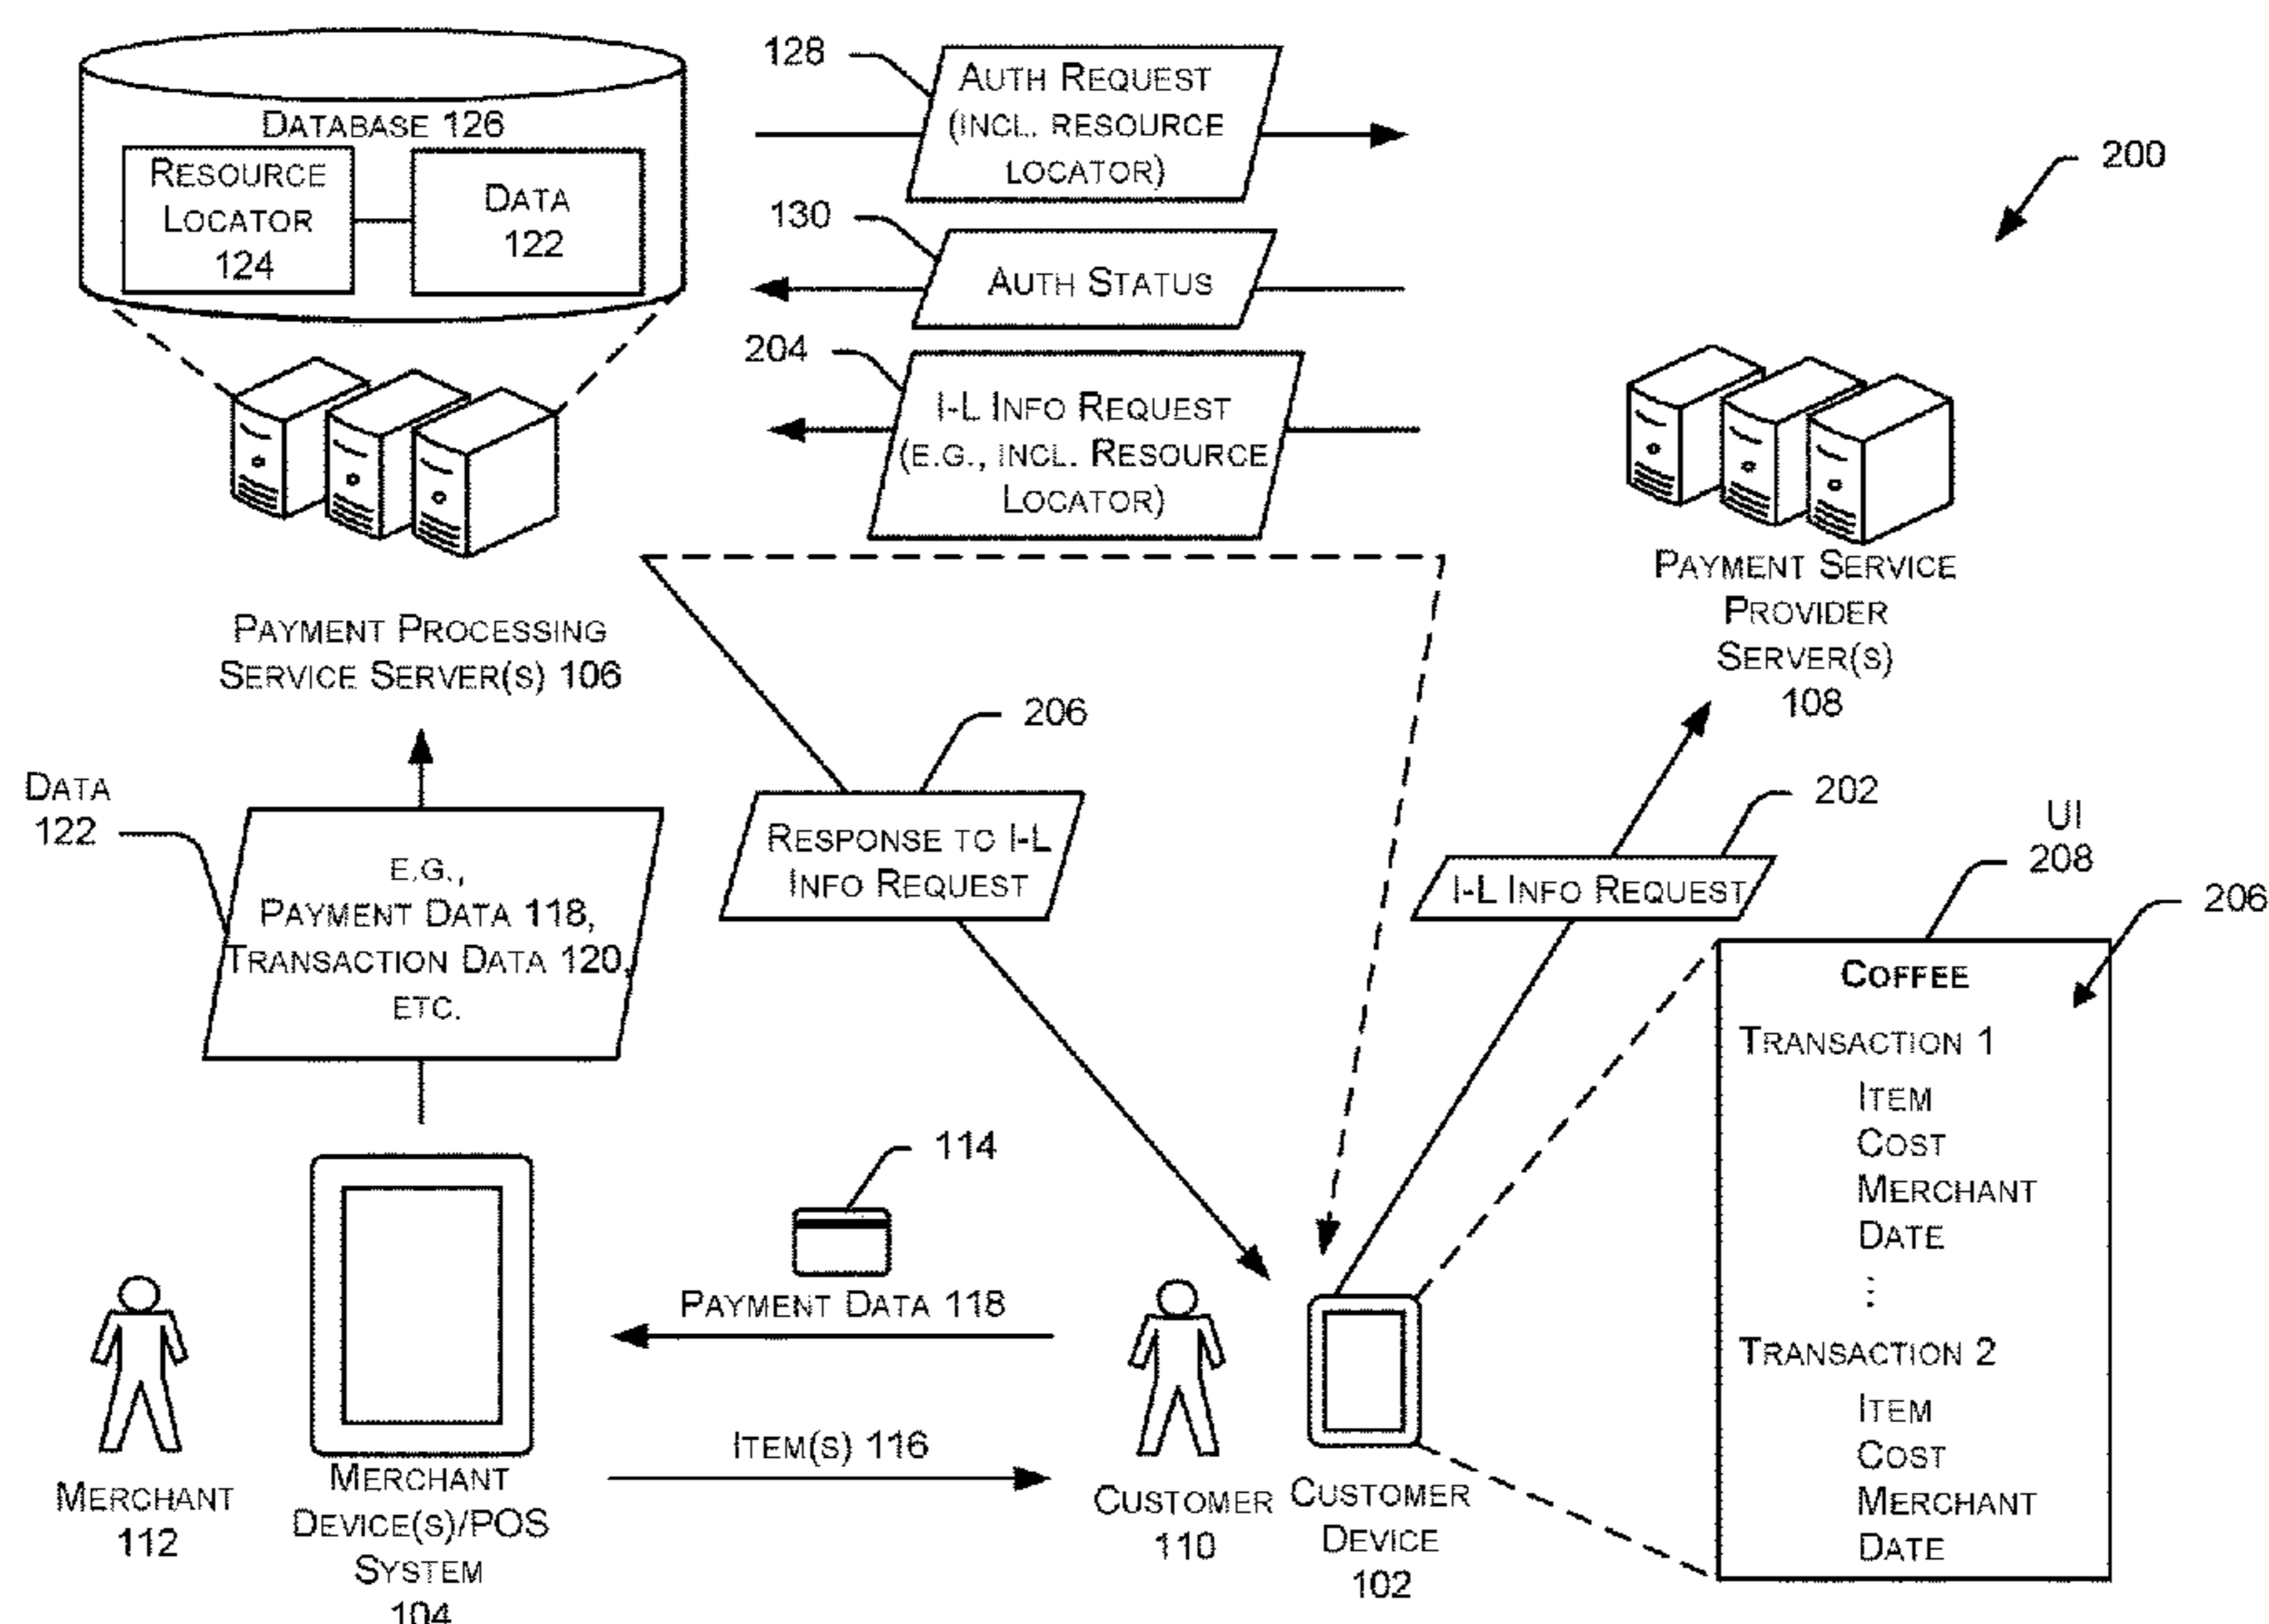 DATABASE 126
RESOURCE
LOCATOR
124
DATA
122
128
AUTH REQUEST
(INCL. RESOURCE
LOCATOR)
130
AUTH STATUS
204
I-L INFO REQUEST
(E.G., INCL. RESOURCE
LOCATOR)
200
PAYMENT PROCESSING
SERVICE SERVER(S) 106
PAYMENT SERVICE
PROVIDER
SERVER(S)
108
DATA
122
E.G.,
PAYMENT DATA 118,
TRANSACTION DATA 120,
ETC.
206
RESPONSE TO I-L
INFO REQUEST
202
I-L INFO REQUEST
UI
208
206
COFFEE
TRANSACTION 1
ITEM
COST
MERCHANT
DATE
⋮
TRANSACTION 2
ITEM
COST
MERCHANT
DATE
114
PAYMENT DATA 118
ITEM(S) 116
MERCHANT
112
MERCHANT
DEVICE(S)/POS
SYSTEM
104
CUSTOMER
110
CUSTOMER
DEVICE
102